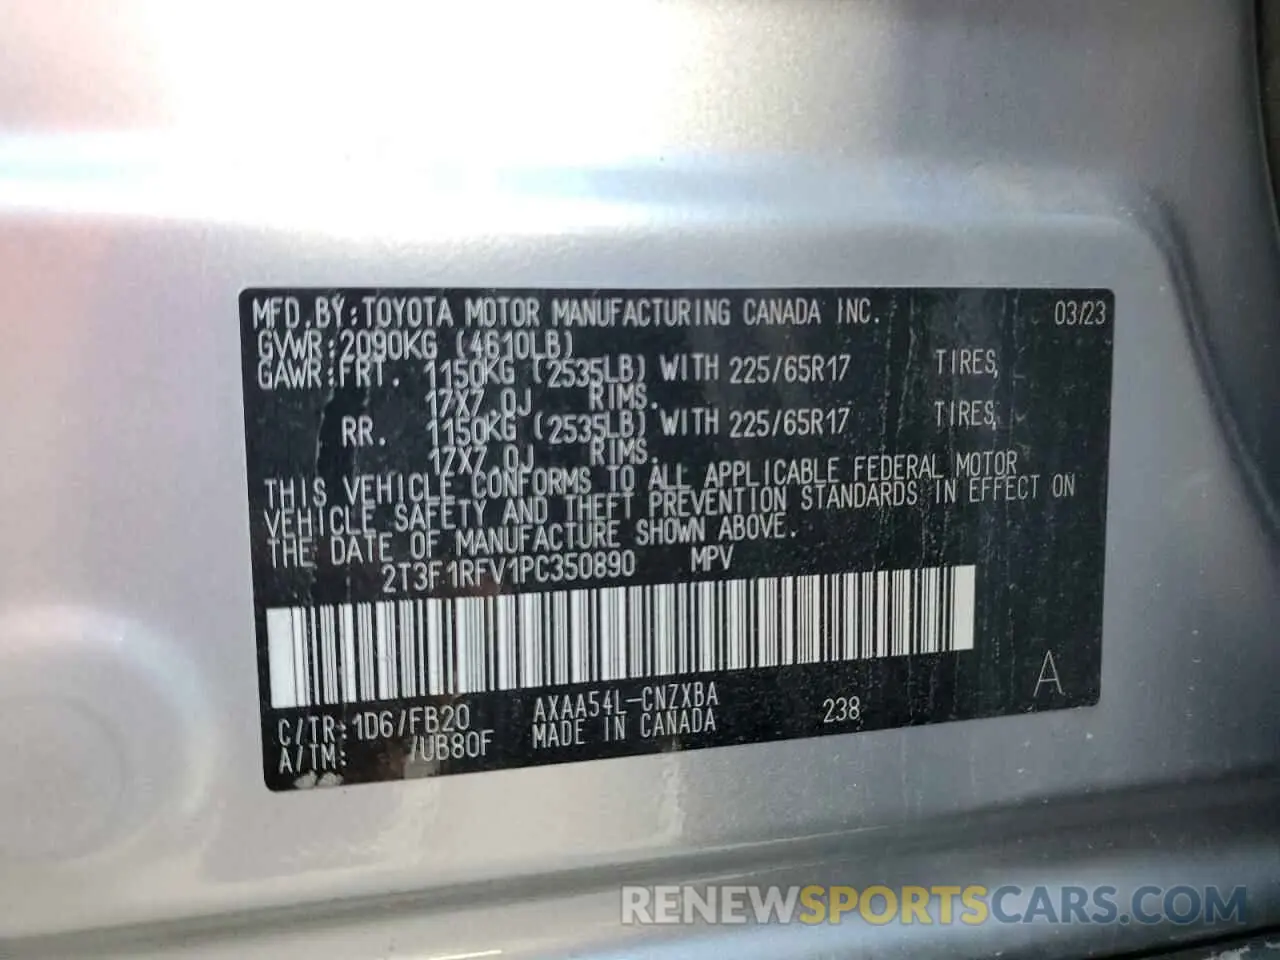 MFD.BY:TOYOTA MOTOR MANUFACTURING CANADA INC. 03/23
GVWR:2090KG (4610LB)
GAWR:FRT. 1150KG (2535LB) WITH 225/65R17 TIRES,
17X7.0J RIMS.
RR. 1150KG (2535LB) WITH 225/65R17 TIRES,
17X7.0J RIMS.
THIS VEHICLE CONFORMS TO ALL APPLICABLE FEDERAL MOTOR
VEHICLE SAFETY AND THEFT PREVENTION STANDARDS IN EFFECT ON
THE DATE OF MANUFACTURE SHOWN ABOVE.
2T3F1RFV1PC350890 MPV
A
C/TR:1D6/FB20 AXAA54L-CNZXBA 238
A/TM: /UB80F MADE IN CANADA
RENEWSPORTSCARS.COM